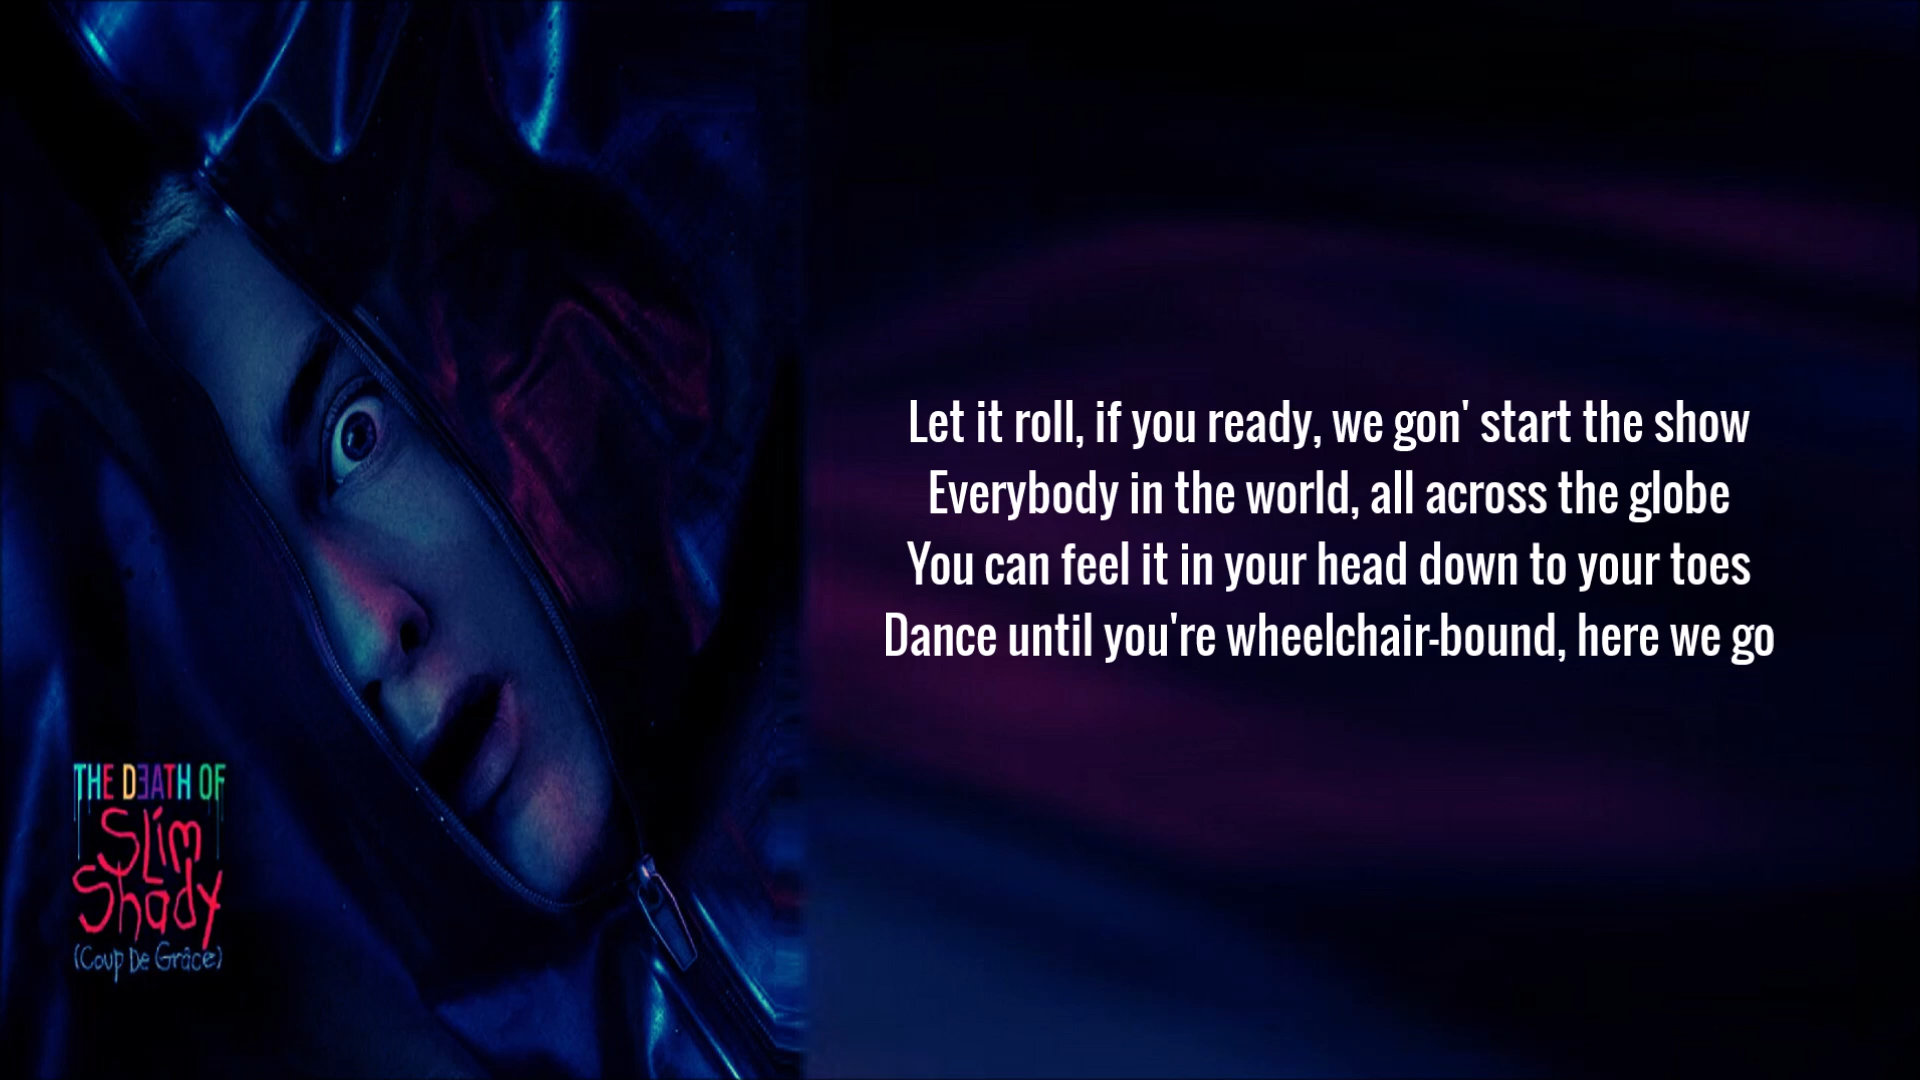 Let it roll, if you ready, we gon' start the show
Everybody in the world, all across the globe
You can feel it in your head down to your toes
Dance until you're wheelchair-bound, here we go
THE DƎATH OF
Slim
Shady
(Coup De Grâce)